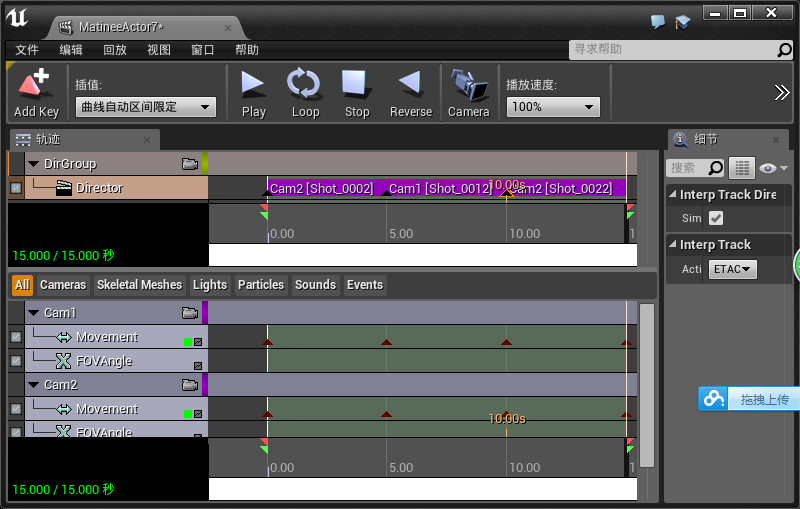 MatineeActor7*
文件 编辑 回放 视图 窗口 帮助
寻求帮助
插值:
曲线自动区间限定
Add Key
Play
Loop
Stop
Reverse
Camera
播放速度:
100%
轨迹
细节
搜索
DirGroup
Director
Cam2 [Shot_0002]
Cam1 [Shot_0012]
10.00s
Cam2 [Shot_0022]
0.00 5.00 10.00 1
15.000 / 15.000 秒
Interp Track Dire
Sim
Interp Track
Acti
ETAC
All Cameras Skeletal Meshes Lights Particles Sounds Events
Cam1
Movement
FOVAngle
Cam2
Movement
10.00s
FOVAngle
0.00 5.00 10.00 1
15.000 / 15.000 秒
拖拽上传